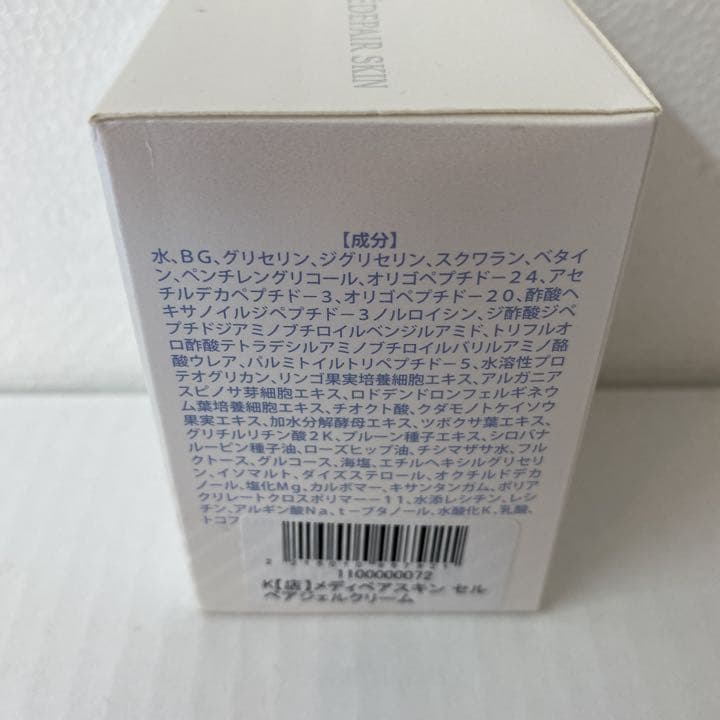 MEDEPAIR SKIN
【成分】
水、ＢＧ、グリセリン、ジグリセリン、スクワラン、ベタイ
ン、ペンチレングリコール、オリゴペプチドー２４、アセ
チルデカペプチドー３、オリゴペプチドー２０、酢酸ヘ
キサノイルジペプチドー３ノルロイシン、ジ酢酸ジペ
プチドジアミノブチロイルベンジルアミド、トリフルオ
ロ酢酸テトラデシルアミノブチロイルバリルアミノ酪
酸ウレア、パルミトイルトリペプチドー５、水溶性プロ
テオグリカン、リンゴ果実培養細胞エキス、アルガニア
スピノサ芽細胞エキス、ロドデンドロンフェルギネウ
ム葉培養細胞エキス、チオクト酸、クダモノトケイソウ
果実エキス、加水分解酵母エキス、ツボクサ葉エキス、
グリチルリチン酸２Ｋ、プルーン種子エキス、シロバナ
ルーピン種子油、ローズヒップ油、チシマザサ水、フル
クトース、グルコース、海塩、エチルヘキシルグリセリ
ン、イソマルト、ダイズステロール、オクチルドデカ
ノール、塩化Ｍｇ、カルボマー、キサンタンガム、ポリア
クリレートクロスポリマー－１１、水添レシチン、レシ
チン、アルギン酸Ｎａ、ｔ－ブタノール、水酸化Ｋ、乳酸、
トコフ
1100000072
K【店】メディペアスキン セル
ペアジェルクリーム